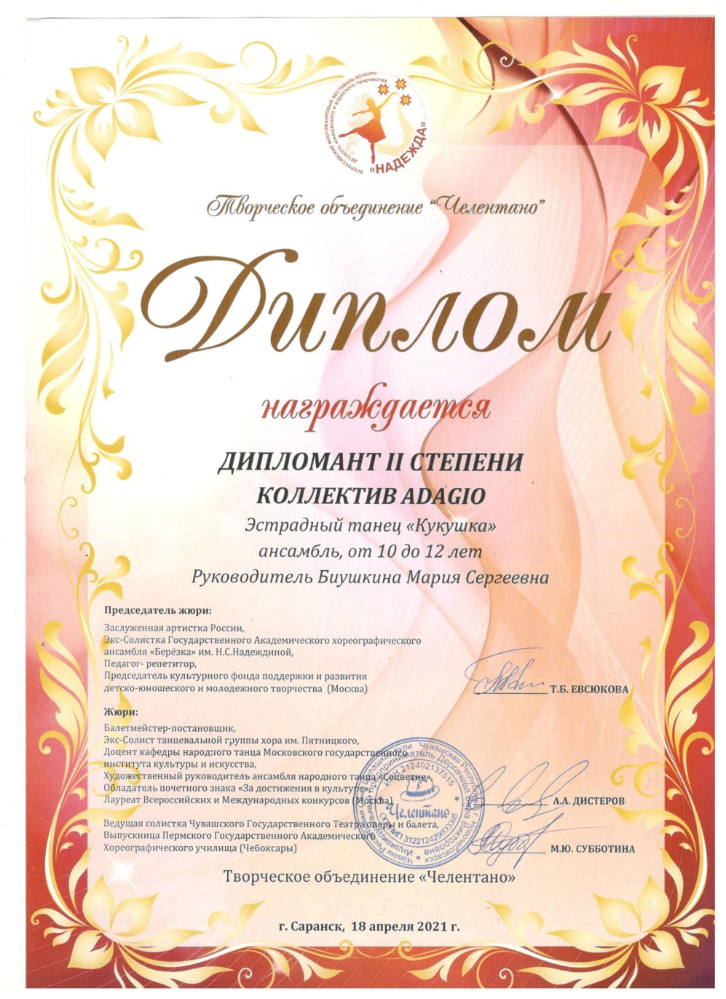 ВСЕРОССИЙСКИЙ МНОГОЖАНРОВЫЙ ФЕСТИВАЛЬ-КОНКУРС
ДЕТСКОГО, ЮНОШЕСКОГО И ВЗРОСЛОГО ТВОРЧЕСТВА
«НАДЕЖДА»
Творческое объединение “Челентано”
Диплом
награждается
ДИПЛОМАНТ II СТЕПЕНИ
КОЛЛЕКТИВ ADAGIO
Эстрадный танец «Кукушка»
ансамбль, от 10 до 12 лет
Руководитель Биушкина Мария Сергеевна
Председатель жюри:
Заслуженная артистка России,
Экс-Солистка Государственного Академического хореографического
ансамбля «Берёзка» им. Н.С.Надеждиной,
Педагог- репетитор,
Председатель культурного фонда поддержки и развития
детско-юношеского и молодежного творчества (Москва)
Т.Б. ЕВСЮКОВА
Жюри:
Балетмейстер-постановщик,
Экс-Солист танцевальной группы хора им. Пятницкого,
Доцент кафедры народного танца Московского государственного
института культуры и искусства,
Художественный руководитель ансамбля народного танца «Соцветие»,
Обладатель почетного знака «За достижения в культуре»,
Лауреат Всероссийских и Международных конкурсов (Москва)
А.А. ДИСТЕРОВ
Ведущая солистка Чувашского Государственного Театра оперы и балета,
Выпускница Пермского Государственного Академического
Хореографического училища (Чебоксары)
М.Ю. СУББОТИНА
Чувашская Республика, г. Новочебоксарск
Индивидуальный предприниматель Дергачева Вера Викторовна
ИНН 212402137515
Челентано
Творческое объединение «Челентано»
г. Саранск, 18 апреля 2021 г.